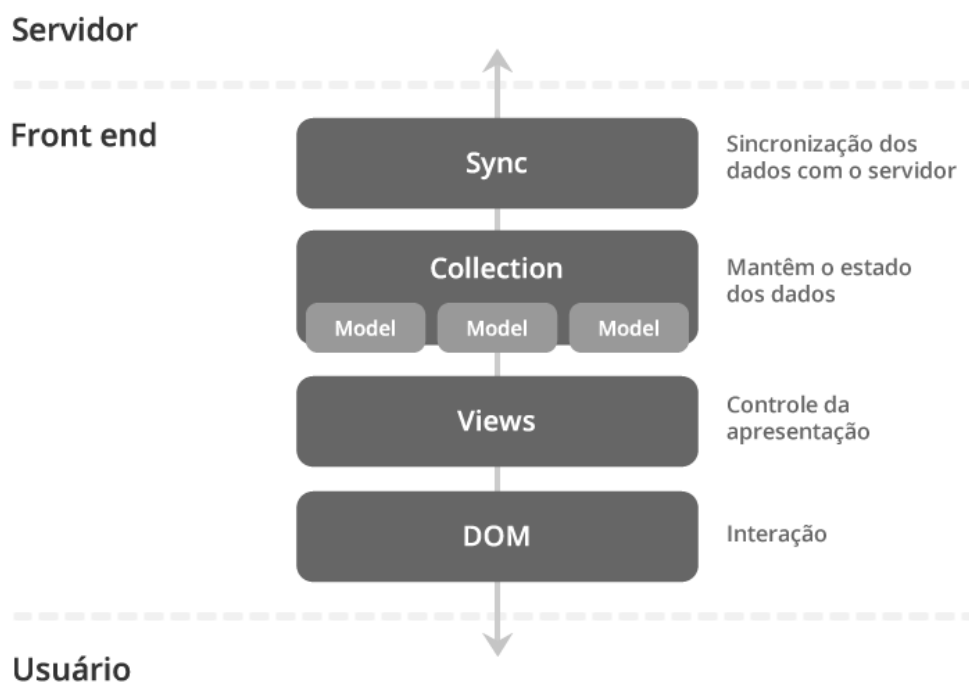 Servidor
Front end
Sync
Sincronização dos
dados com o servidor
Collection
Model
Model
Model
Mantêm o estado
dos dados
Views
Controle da
apresentação
DOM
Interação
Usuário